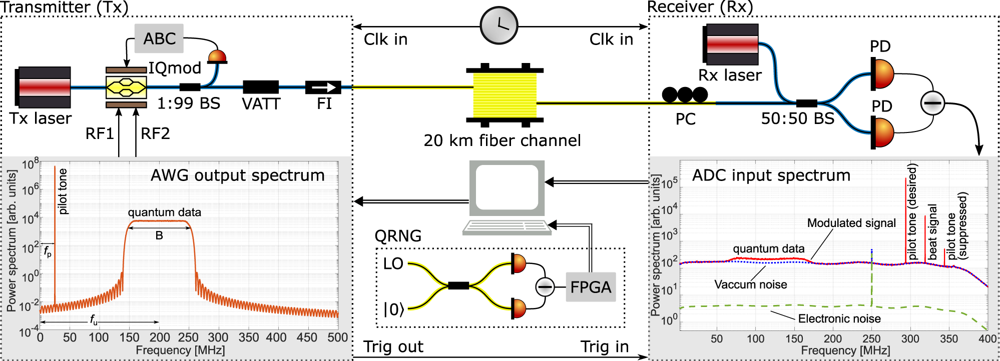 Transmitter (Tx)
Receiver (Rx)
ABC
IQmod
Tx laser
1:99 BS
VATT
FI
RF1
RF2
Clk in
Clk in
20 km fiber channel
Rx laser
PC
50:50 BS
PD
PD
AWG output spectrum
Power spectrum [arb. units]
10^8
10^6
10^4
10^2
10^0
10^-2
10^-4
pilot tone
quantum data
B
f_p
f_u
0 50 100 150 200 250 300 350 400 450 500
Frequency [MHz]
QRNG
LO
|0⟩
FPGA
Trig out
Trig in
ADC input spectrum
Power spectrum [arb. units]
10^5
10^4
10^3
10^2
10^1
10^0
quantum data
Modulated signal
Vaccum noise
Electronic noise
pilot tone (desired)
beat signal
pilot tone
(suppressed)
50 100 150 200 250 300 350 400
Frequency [MHz]